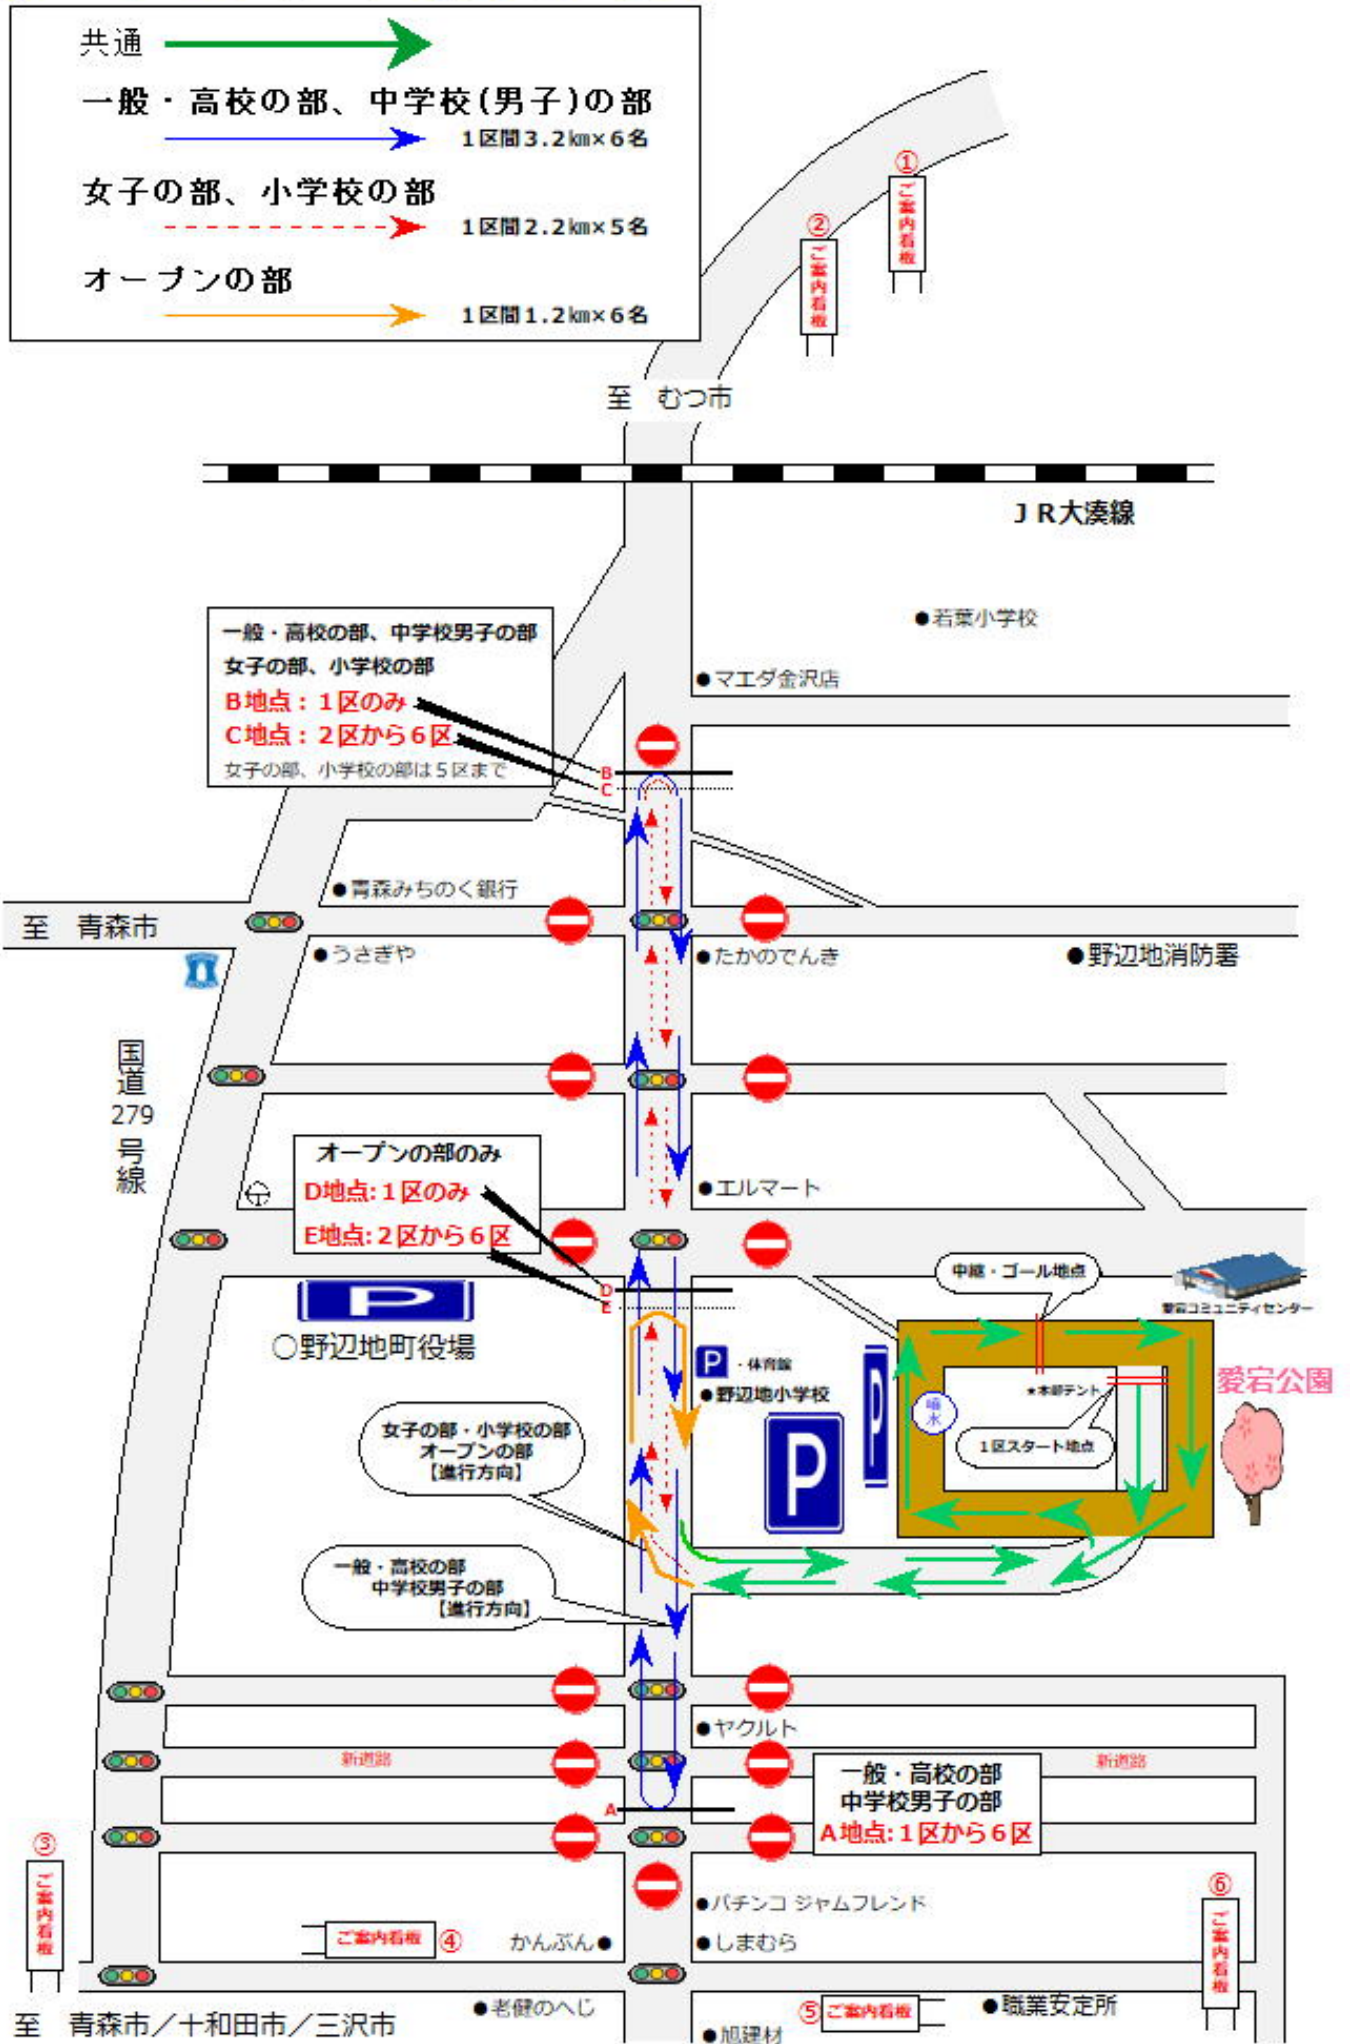 共通
一般・高校の部、中学校(男子)の部
1区間3.2㎞×6名
女子の部、小学校の部
1区間2.2㎞×5名
オープンの部
1区間1.2㎞×6名
①
ご案内看板
②
ご案内看板
至 むつ市
JR大湊線
●若葉小学校
●マエダ金沢店
一般・高校の部、中学校男子の部
女子の部、小学校の部
B地点：1区のみ
C地点：2区から6区
女子の部、小学校の部は5区まで
B
C
●青森みちのく銀行
至 青森市
●うさぎや
●たかのでんき
●野辺地消防署
国道279号線
オープンの部のみ
D地点:1区のみ
E地点:2区から6区
●エルマート
D
E
中継・ゴール地点
愛宕コミュニティセンター
P
○野辺地町役場
P・体育館
●野辺地小学校
P
P
噴水
★本部テント
1区スタート地点
愛宕公園
女子の部・小学校の部
オープンの部
【進行方向】
一般・高校の部
中学校男子の部
【進行方向】
●ヤクルト
新道路
新道路
一般・高校の部
中学校男子の部
A地点:1区から6区
A
③
ご案内看板
⑥
ご案内看板
●パチンコ ジャムフレンド
ご案内看板④
かんぶん●
●しまむら
●老健のへじ
⑤ご案内看板
●職業安定所
至 青森市／十和田市／三沢市
●旭建材